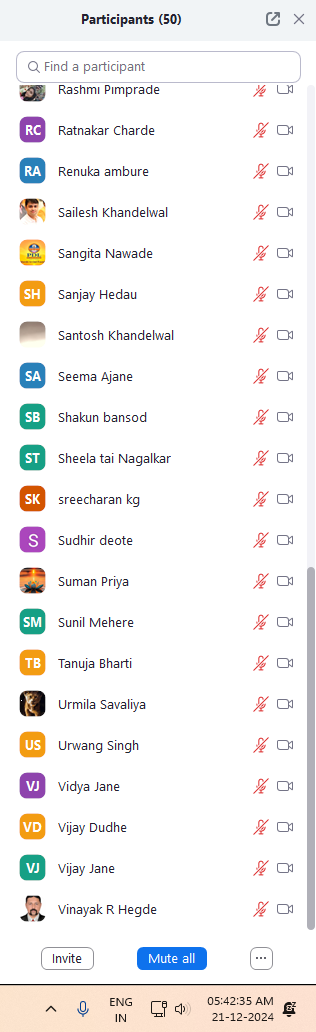 Participants (50)
Find a participant
Rashmi Pimprade
RC Ratnakar Charde
RA Renuka ambure
Sailesh Khandelwal
Sangita Nawade
SH Sanjay Hedau
Santosh Khandelwal
SA Seema Ajane
SB Shakun bansod
ST Sheela tai Nagalkar
SK sreecharan kg
S Sudhir deote
Suman Priya
SM Sunil Mehere
TB Tanuja Bharti
Urmila Savaliya
US Urwang Singh
VJ Vidya Jane
VD Vijay Dudhe
VJ Vijay Jane
Vinayak R Hegde
Invite Mute all ...
ENG 05:42:35 AM
IN 21-12-2024